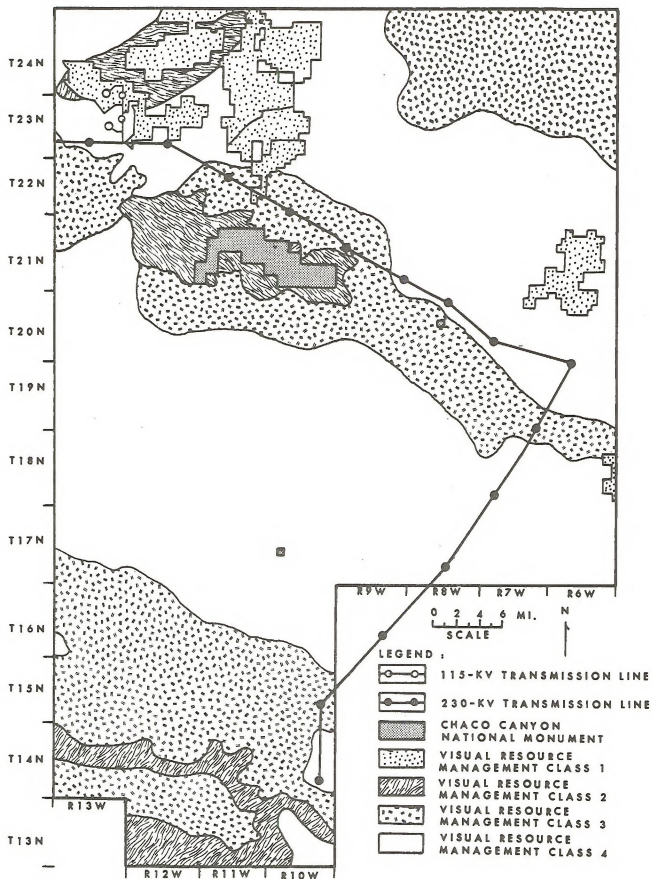 T24N
T23N
T22N
T21N
T20N
T19N
T18N
T17N
T16N
T15N
T14N
T13N
R13W
R12W R11W R10W
R9W R8W R7W R6W
0 2 4 6 MI.
SCALE
N
LEGEND :
115-KV TRANSMISSION LINE
230-KV TRANSMISSION LINE
CHACO CANYON
NATIONAL MONUMENT
VISUAL RESOURCE
MANAGEMENT CLASS 1
VISUAL RESOURCE
MANAGEMENT CLASS 2
VISUAL RESOURCE
MANAGEMENT CLASS 3
VISUAL RESOURCE
MANAGEMENT CLASS 4